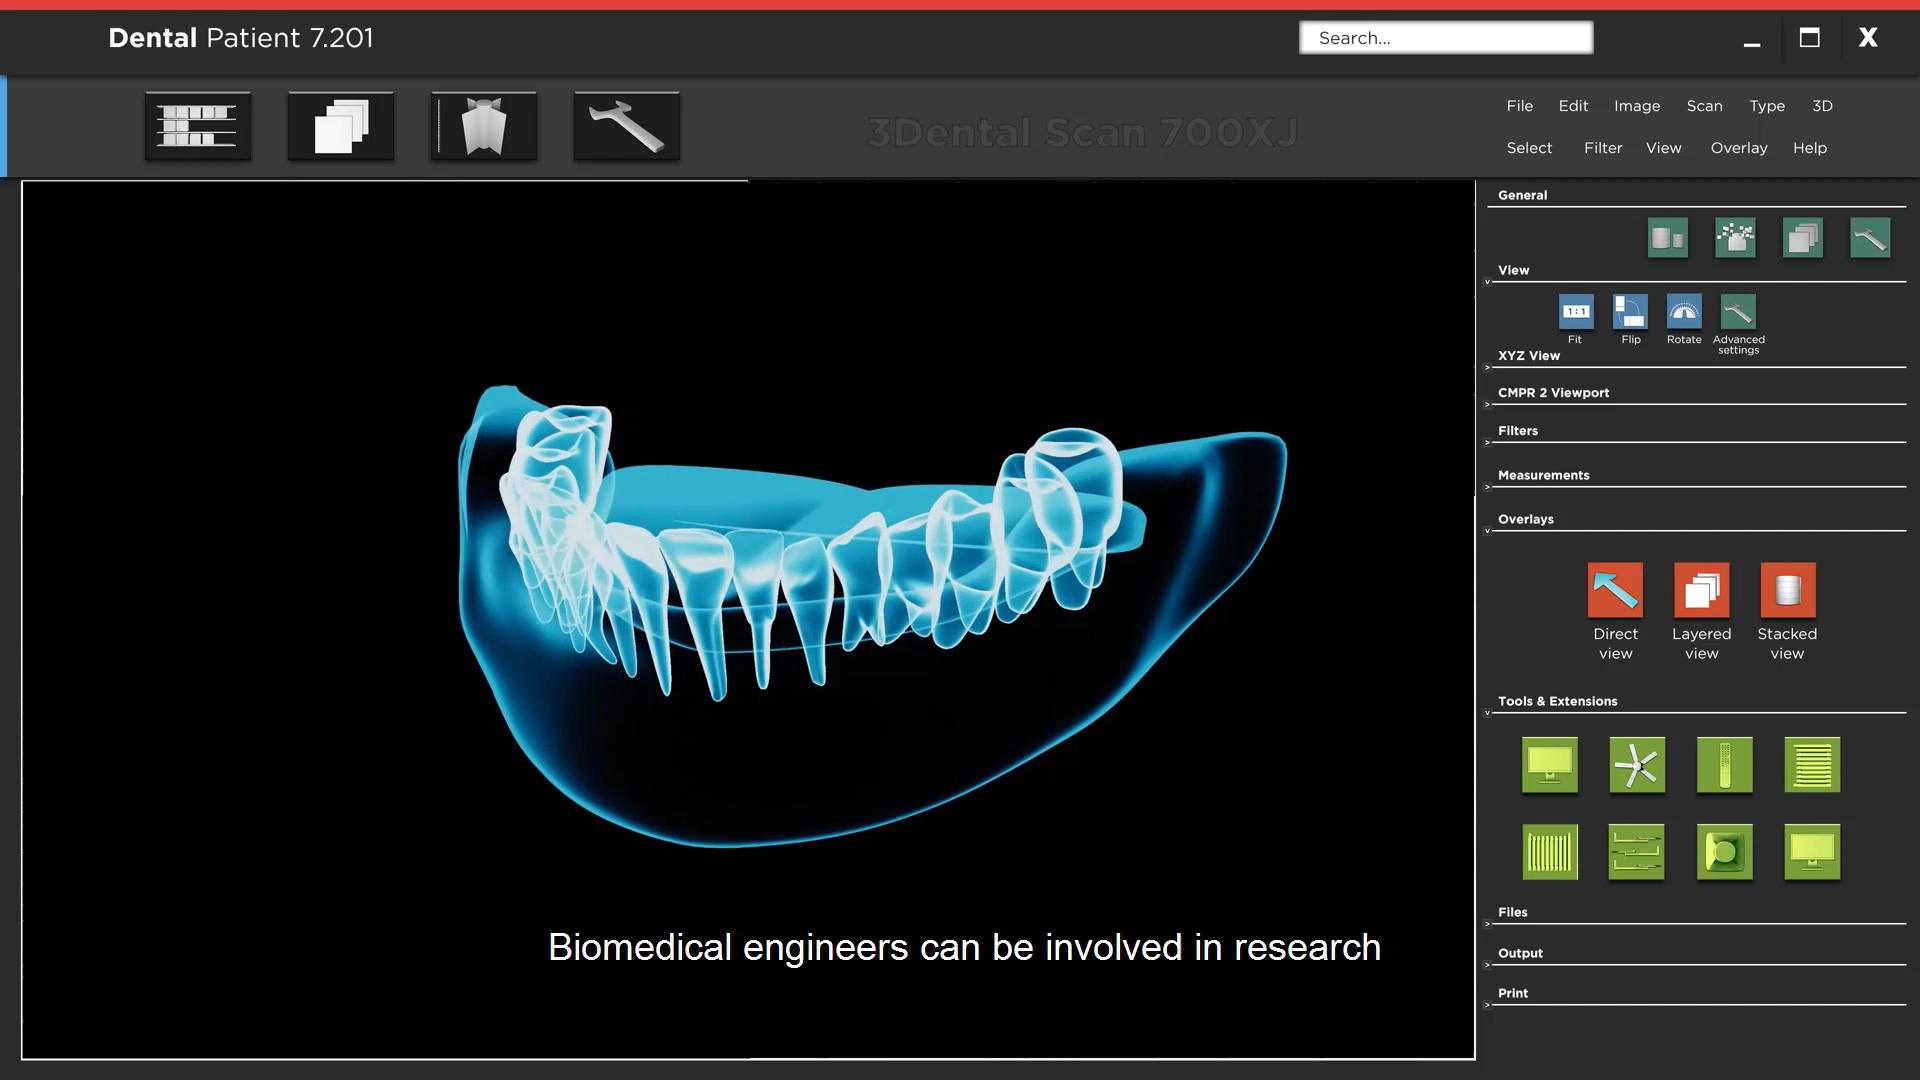 Dental Patient 7.201
Search...
X
3Dental Scan 700XJ
File Edit Image Scan Type 3D
Select Filter View Overlay Help
General
View
1:1
Fit Flip Rotate Advanced settings
XYZ View
CMPR 2 Viewport
Filters
Measurements
Overlays
Direct view
Layered view
Stacked view
Tools & Extensions
Files
Output
Print
Biomedical engineers can be involved in research